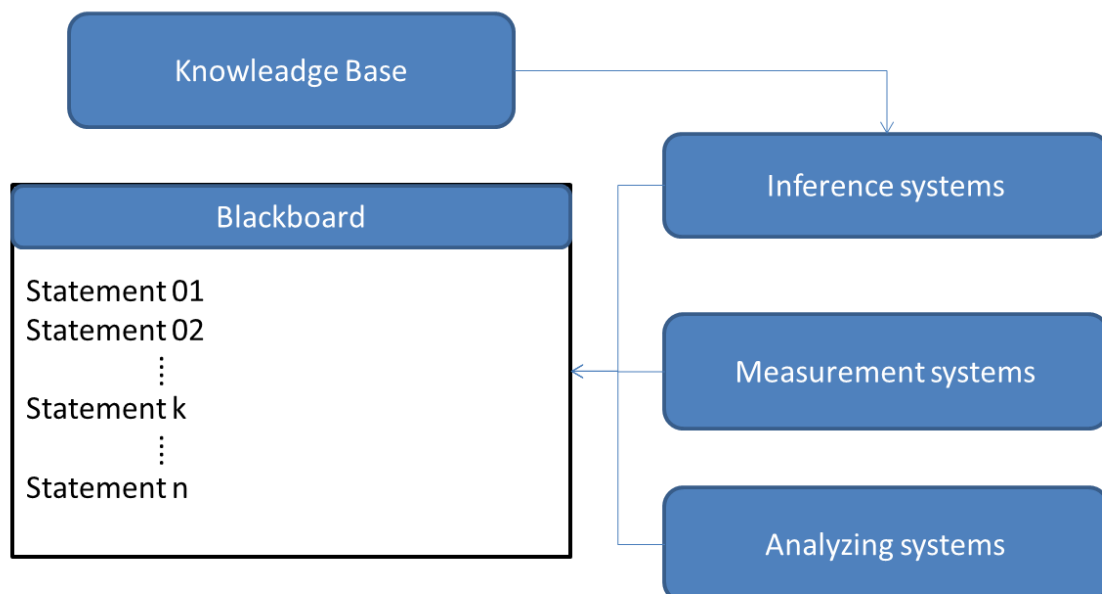 Knowleadge Base
Inference systems
Blackboard
Statement 01
Statement 02
Statement k
Statement n
Measurement systems
Analyzing systems